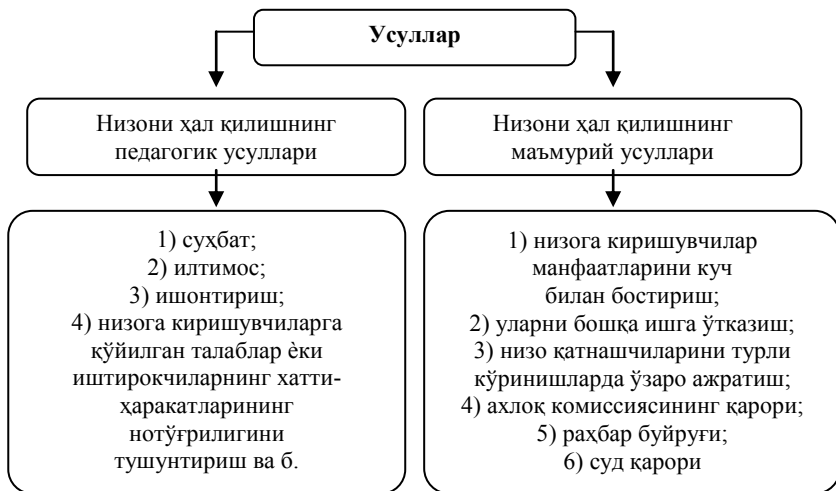 Усуллар
Низони ҳал қилишнинг
педагогик усуллари
Низони ҳал қилишнинг
маъмурий усуллари
1) суҳбат;
2) илтимос;
3) ишонтириш;
4) низога киришувчиларга
қўйилган талаблар ѐки
иштирокчиларнинг хатти-
ҳаракатларининг
нотўғрилигини
тушунтириш ва б.
1) низога киришувчилар
манфаатларини куч
билан бостириш;
2) уларни бошқа ишга ўтказиш;
3) низо қатнашчиларини турли
кўринишларда ўзаро ажратиш;
4) ахлоқ комиссиясининг қарори;
5) раҳбар буйруғи;
6) суд қарори